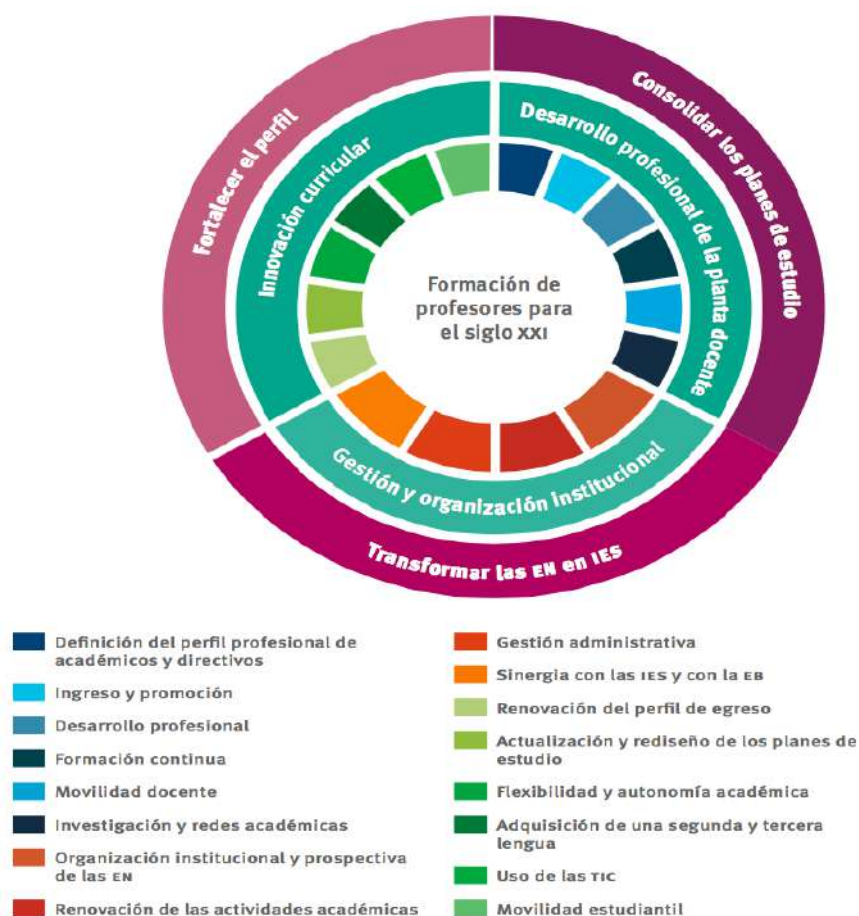 Fortalecer el perfil
Consolidar los planes de estudio
Innovación curricular
Desarrollo profesional de la planta docente
Formación de
profesores para
el siglo XXI
Gestión y organización institucional
Transformar las EN en IES
Definición del perfil profesional de
académicos y directivos
Ingreso y promoción
Desarrollo profesional
Formación continua
Movilidad docente
Investigación y redes académicas
Organización institucional y prospectiva
de las EN
Renovación de las actividades académicas
Gestión administrativa
Sinergia con las IES y con la EB
Renovación del perfil de egreso
Actualización y rediseño de los planes de
estudio
Flexibilidad y autonomía académica
Adquisición de una segunda y tercera
lengua
Uso de las TIC
Movilidad estudiantil